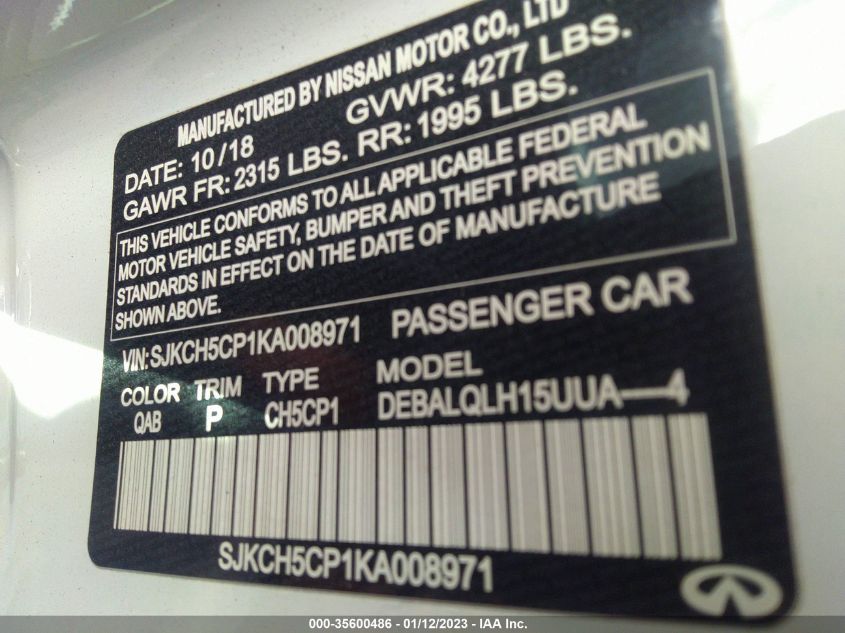 MANUFACTURED BY NISSAN MOTOR CO., LTD
DATE: 10/18 GVWR: 4277 LBS.
GAWR FR: 2315 LBS. RR: 1995 LBS.
THIS VEHICLE CONFORMS TO ALL APPLICABLE FEDERAL
MOTOR VEHICLE SAFETY, BUMPER AND THEFT PREVENTION
STANDARDS IN EFFECT ON THE DATE OF MANUFACTURE
SHOWN ABOVE.
VIN: SJKCH5CP1KA008971 PASSENGER CAR
COLOR TRIM TYPE MODEL
QAB P CH5CP1 DEBALQLH15UUA—4
SJKCH5CP1KA008971
000-35600486 - 01/12/2023 - IAA Inc.